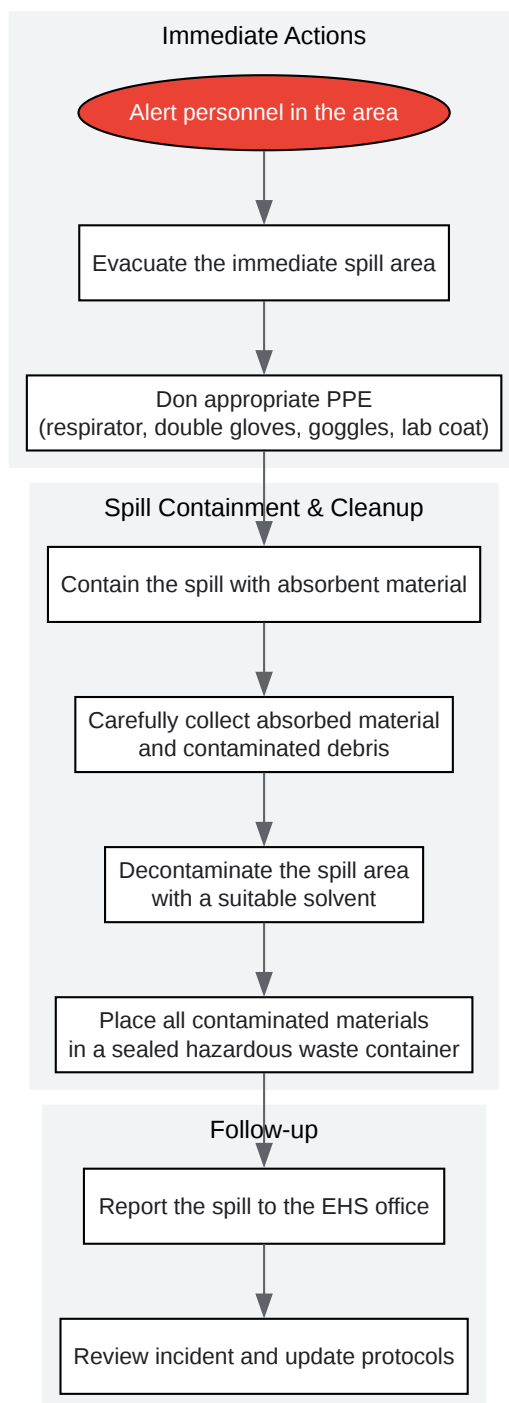 Immediate Actions
Alert personnel in the area
Evacuate the immediate spill area
Don appropriate PPE
(respirator, double gloves, goggles, lab coat)
Spill Containment & Cleanup
Contain the spill with absorbent material
Carefully collect absorbed material
and contaminated debris
Decontaminate the spill area
with a suitable solvent
Place all contaminated materials
in a sealed hazardous waste container
Follow-up
Report the spill to the EHS office
Review incident and update protocols